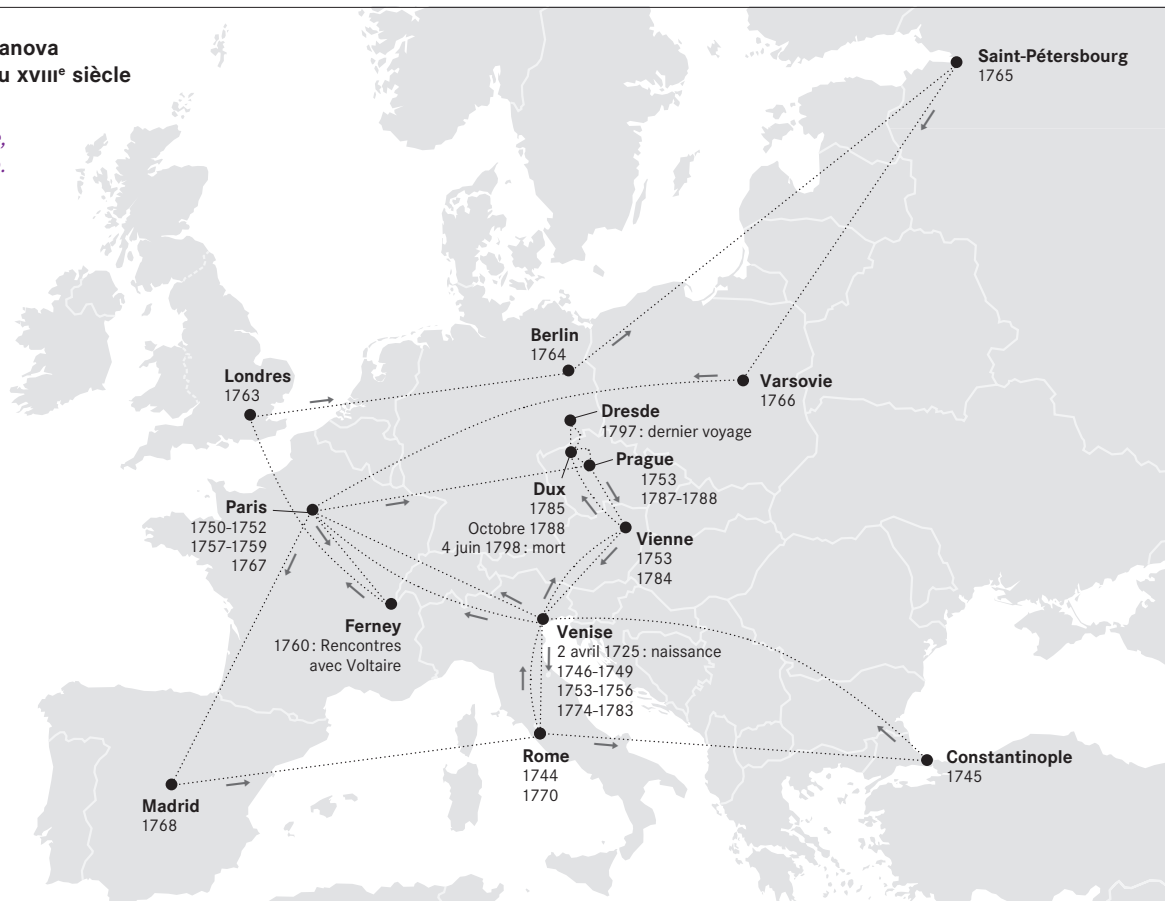 anova
u XVIIIᵉ siècle
Saint-Pétersbourg
1765
Berlin
1764
Londres
1763
Varsovie
1766
Dresde
1797 : dernier voyage
Prague
1753
1787-1788
Dux
1785
Octobre 1788
4 juin 1798 : mort
Paris
1750-1752
1757-1759
1767
Vienne
1753
1784
Ferney
1760 : Rencontres
avec Voltaire
Venise
2 avril 1725 : naissance
1746-1749
1753-1756
1774-1783
Rome
1744
1770
Constantinople
1745
Madrid
1768